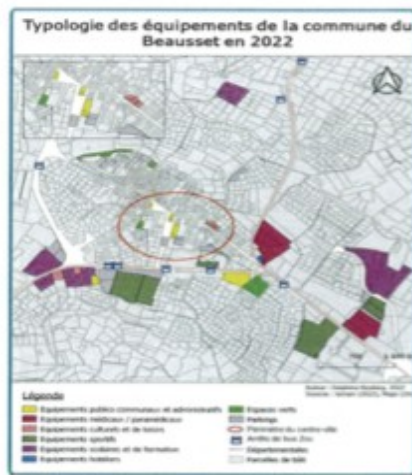 Typologie des équipements de la commune du
Beausset en 2022
Légende
Equipements publics communaux et administratifs
Equipements médicaux / paramédicaux
Equipements culturels et de loisirs
Equipements sportifs
Equipements scolaires et de formation
Equipements hôteliers
Espaces verts
Parkings
Périmètre du centre-ville
Arrêts de bus Zou
Départementales
Parcelles de bâti